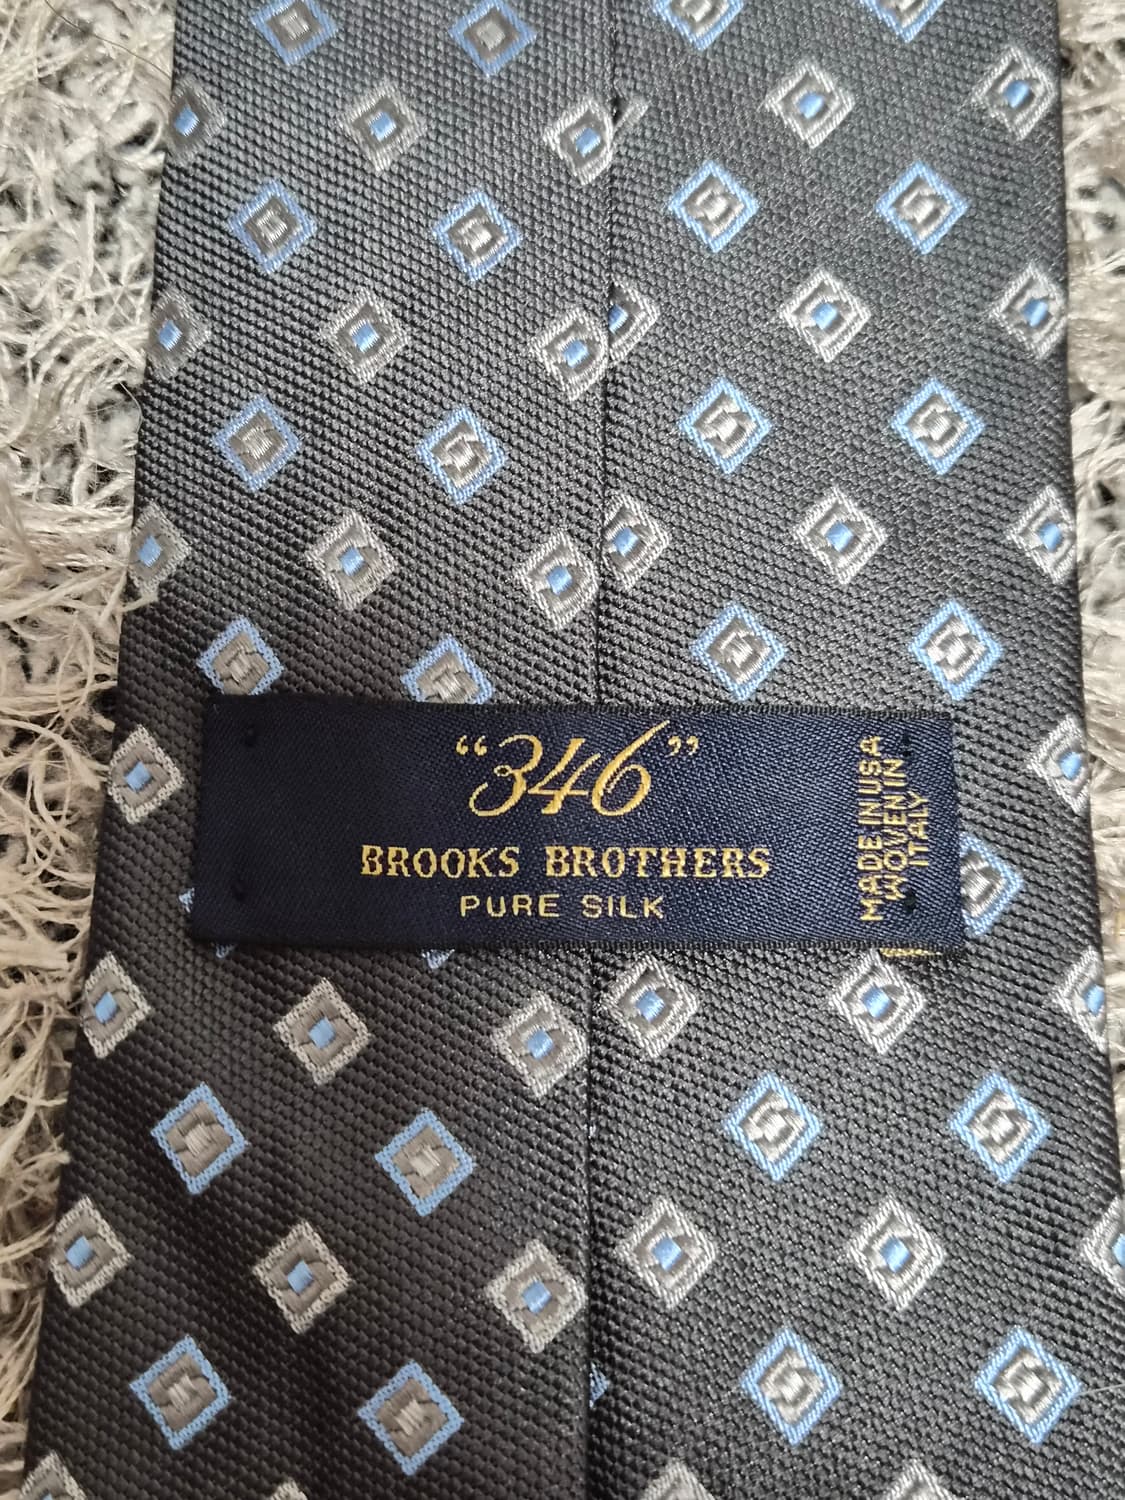 “346”
BROOKS BROTHERS
PURE SILK
MADE IN USA
WOVEN IN
ITALY